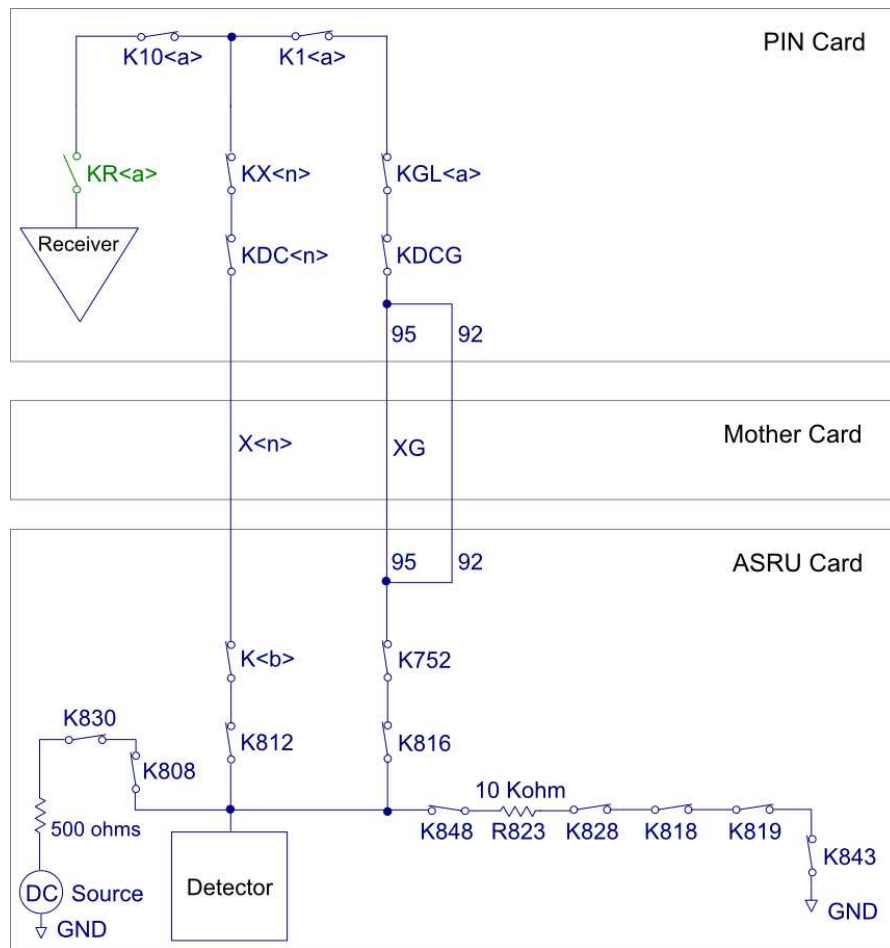 PIN Card
K10<a>
K1<a>
KR<a>
KX<n>
KGL<a>
Receiver
KDC<n>
KDCG
95
92
Mother Card
X<n>
XG
95
92
ASRU Card
K<b>
K752
K830
K812
K816
K808
10 Kohm
500 ohms
K848
R823
K828
K818
K819
K843
Detector
DC
Source
GND
GND